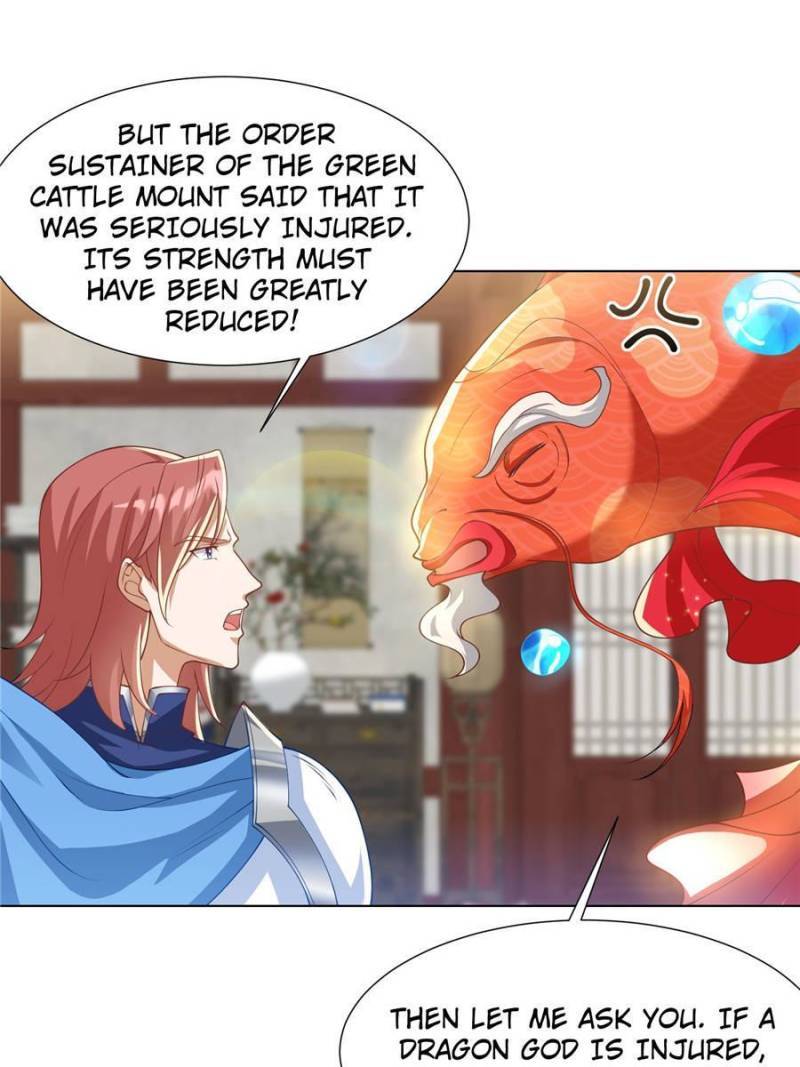 BUT THE ORDER
SUSTAINER OF THE GREEN
CATTLE MOUNT SAID THAT IT
WAS SERIOUSLY INJURED.
ITS STRENGTH MUST
HAVE BEEN GREATLY
REDUCED!
THEN LET ME ASK YOU. IF A
DRAGON GOD IS INJURED,